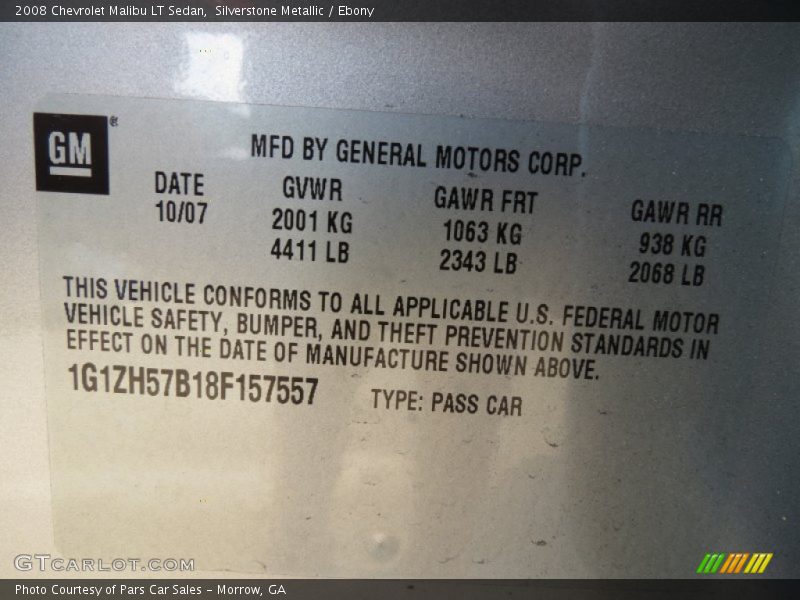 2008 Chevrolet Malibu LT Sedan, Silverstone Metallic / Ebony
GM®
MFD BY GENERAL MOTORS CORP.
DATE GVWR GAWR FRT GAWR RR
10/07 2001 KG 1063 KG 938 KG
4411 LB 2343 LB 2068 LB
THIS VEHICLE CONFORMS TO ALL APPLICABLE U.S. FEDERAL MOTOR
VEHICLE SAFETY, BUMPER, AND THEFT PREVENTION STANDARDS IN
EFFECT ON THE DATE OF MANUFACTURE SHOWN ABOVE.
1G1ZH57B18F157557 TYPE: PASS CAR
GTCARLOT.COM
Photo Courtesy of Pars Car Sales – Morrow, GA